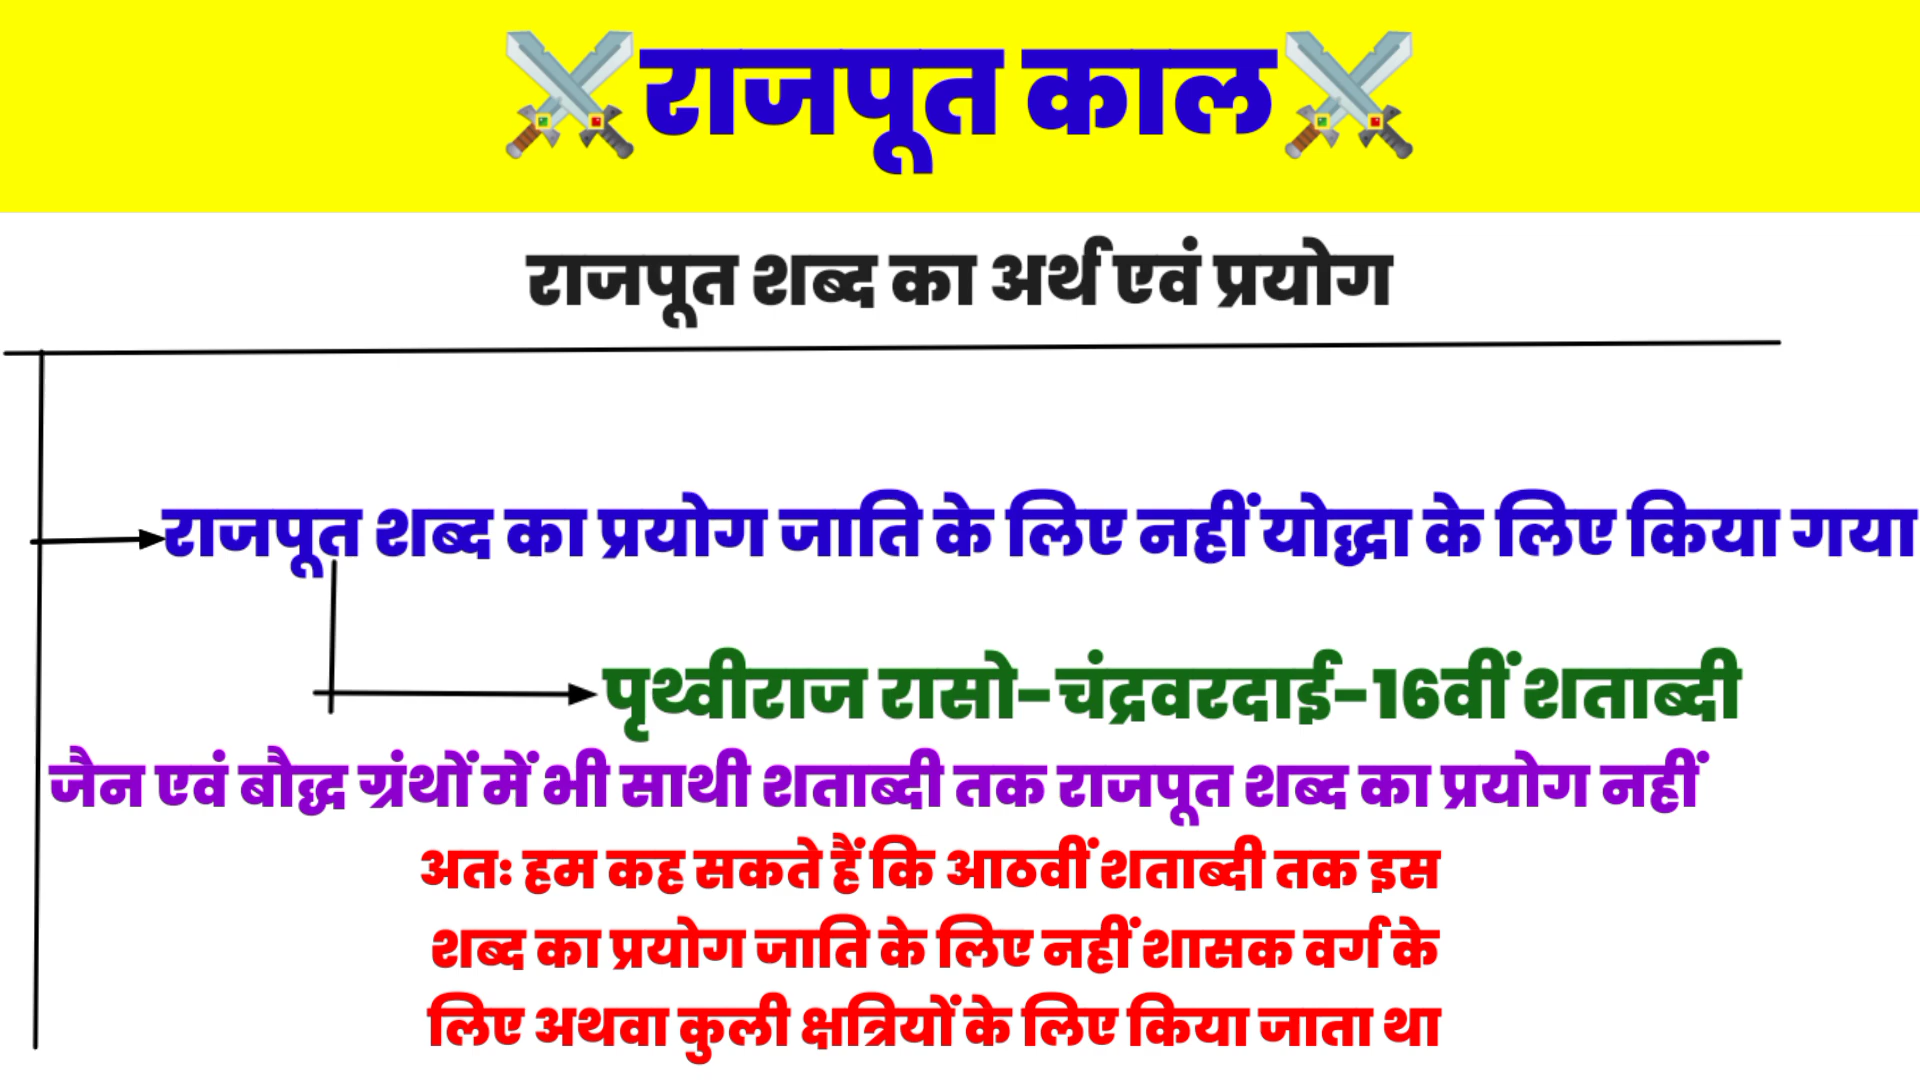 ⚔️राजपूत काल⚔️
राजपूत शब्द का अर्थ एवं प्रयोग
राजपूत शब्द का प्रयोग जाति के लिए नहीं योद्धा के लिए किया गया
पृथ्वीराज रासो-चंद्रवरदाई-16वीं शताब्दी
जैन एवं बौद्ध ग्रंथों में भी साथी शताब्दी तक राजपूत शब्द का प्रयोग नहीं
अतः हम कह सकते हैं कि आठवीं शताब्दी तक इस
शब्द का प्रयोग जाति के लिए नहीं शासक वर्ग के
लिए अथवा कुली क्षत्रियों के लिए किया जाता था